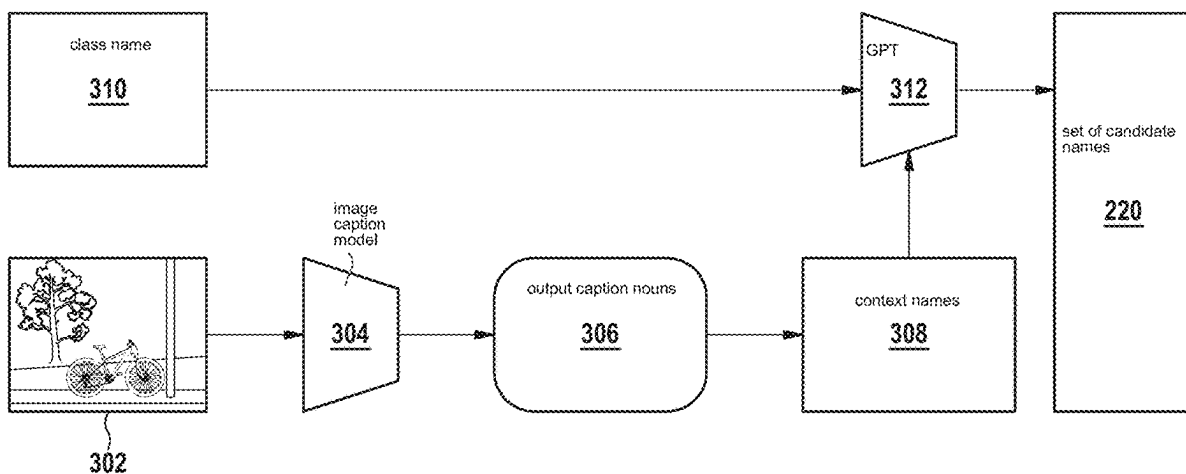 class name
310
GPT
312
set of candidate
names
220
image
caption
model
304
output caption nouns
306
context names
308
302